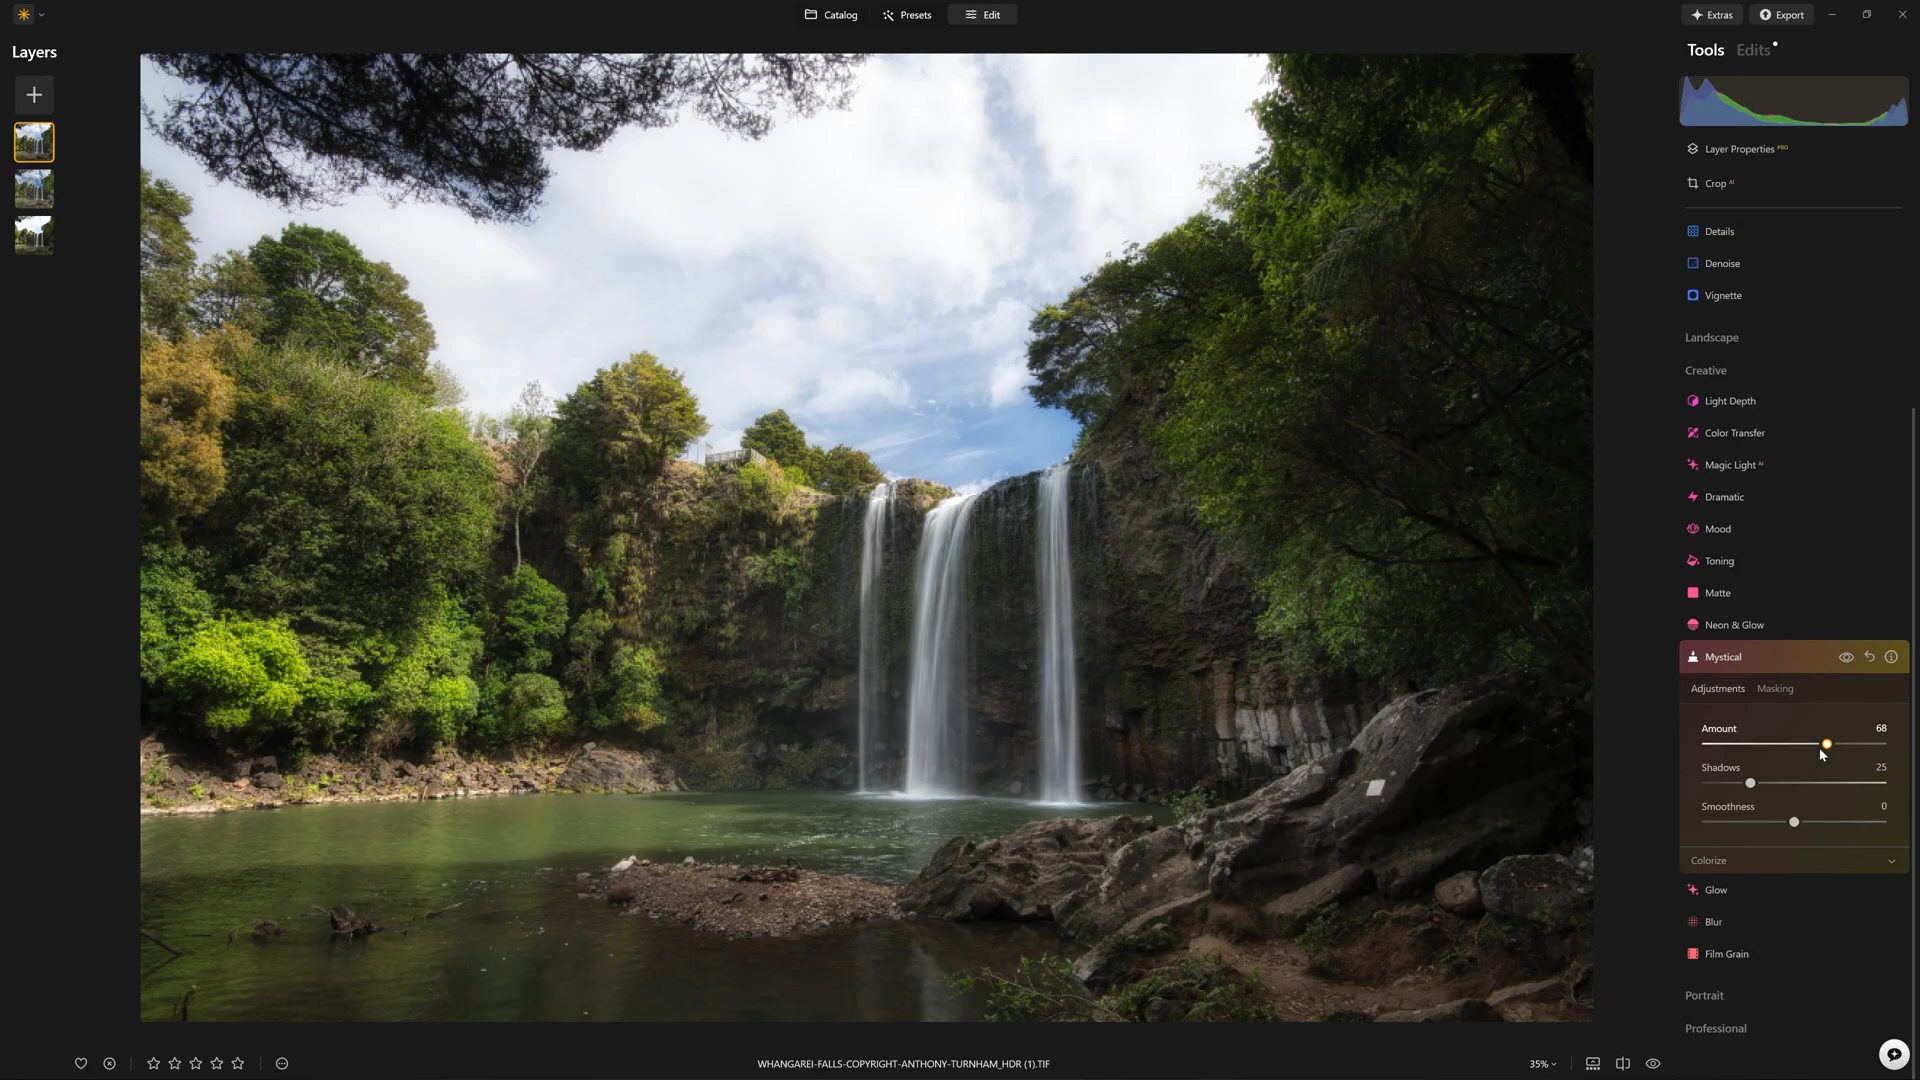 Catalog
Presets
Edit
Extras
Export
Layers
Tools Edits
Layer Properties PRO
Crop AI
Details
Denoise
Vignette
Landscape
Creative
Light Depth
Color Transfer
Magic Light AI
Dramatic
Mood
Toning
Matte
Neon & Glow
Mystical
Adjustments Masking
Amount 68
Shadows 25
Smoothness 0
Colorize
Glow
Blur
Film Grain
Portrait
Professional
WHANGAREI-FALLS-COPYRIGHT-ANTHONY-TURNHAM_HDR (1).TIF
35%